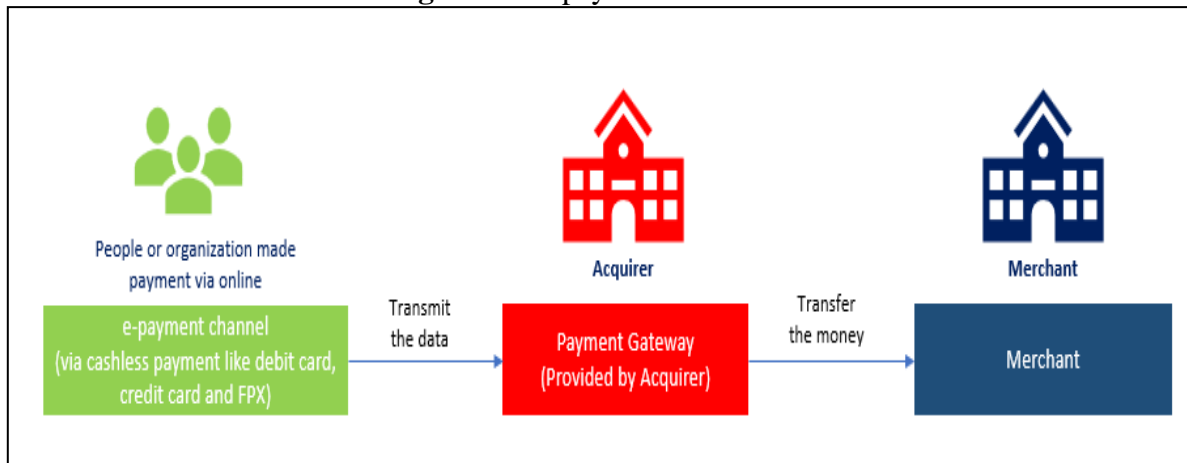 People or organization made
payment via online
e-payment channel
(via cashless payment like debit card,
credit card and FPX)
Transmit
the data
Acquirer
Payment Gateway
(Provided by Acquirer)
Transfer
the money
Merchant
Merchant